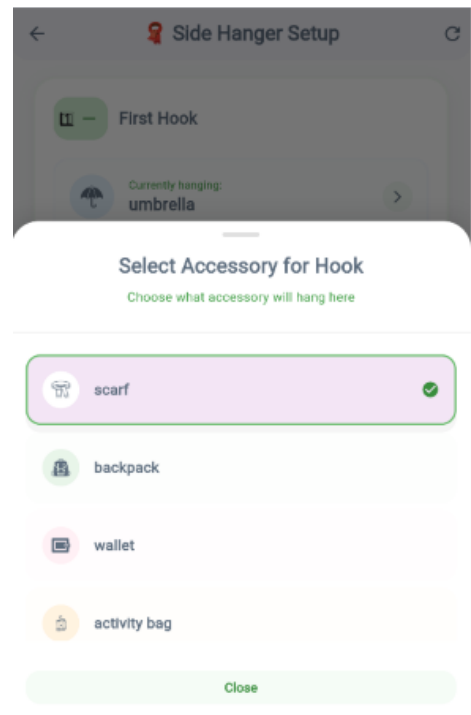 Side Hanger Setup
First Hook
Currently hanging:
umbrella
Select Accessory for Hook
Choose what accessory will hang here
scarf
backpack
wallet
activity bag
Close